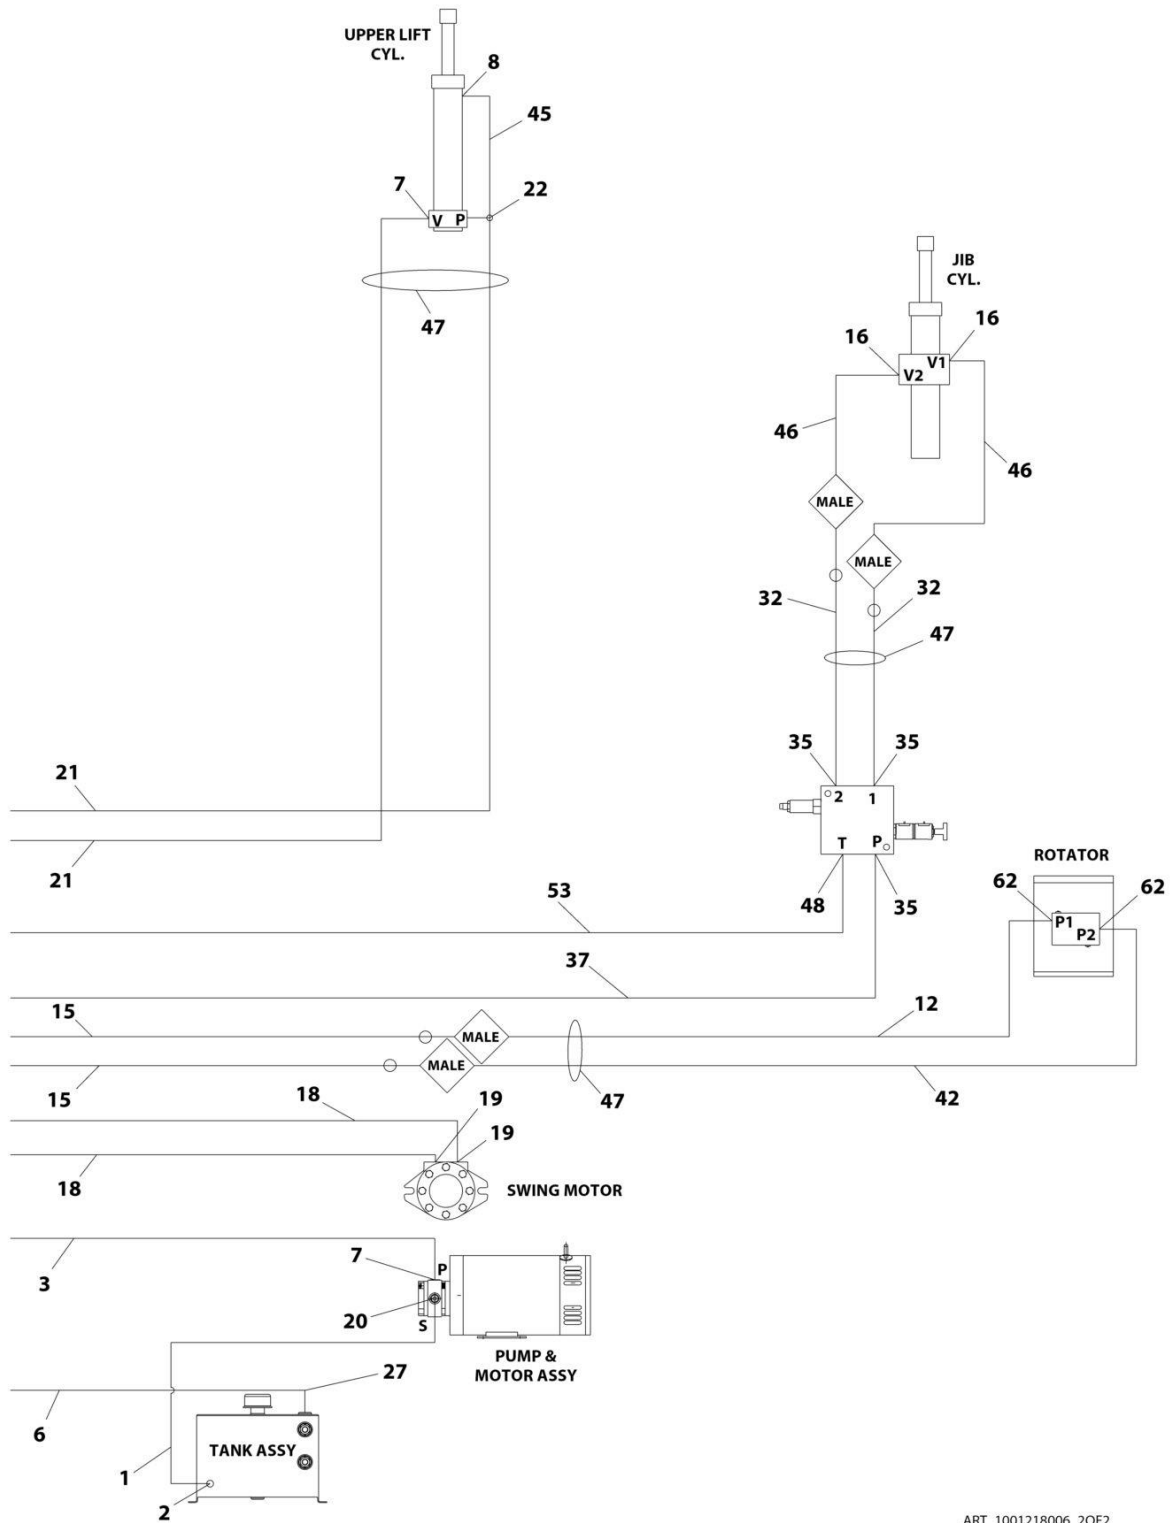 UPPER LIFT
CYL.
8
45
7
22
V P
47
JIB
CYL.
16
16
V1
V2
46
46
MALE
MALE
32
32
47
35
35
21
2
1
T
P
21
48
35
ROTATOR
62
62
P1
P2
53
37
15
12
MALE
MALE
15
47
42
18
19
19
18
SWING MOTOR
3
7
P
20
S
PUMP &
MOTOR ASSY
27
6
TANK ASSY
1
2
ART_1001218006_2OF2